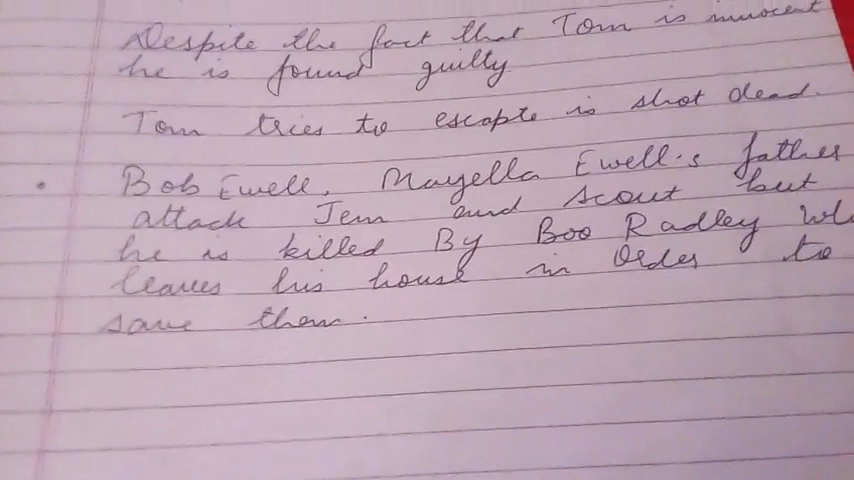 Despite the fact that Tom is innocent
he is found guilty
Tom tries to escapte is shot dead.
• Bob Ewell, Mayella Ewell's father
attack Jem and Scout but
he is killed By Boo Radley
leaves his house in Order to
save them.